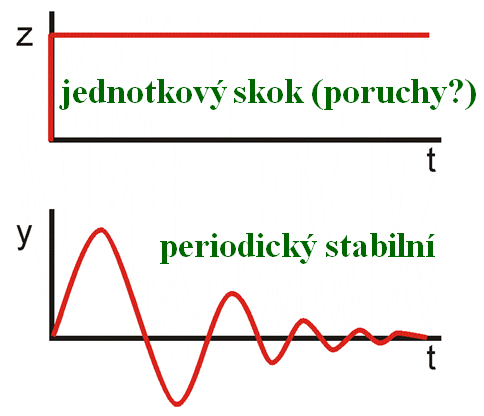 z
jednotkový skok (poruchy?)
t
y
periodický stabilní
t